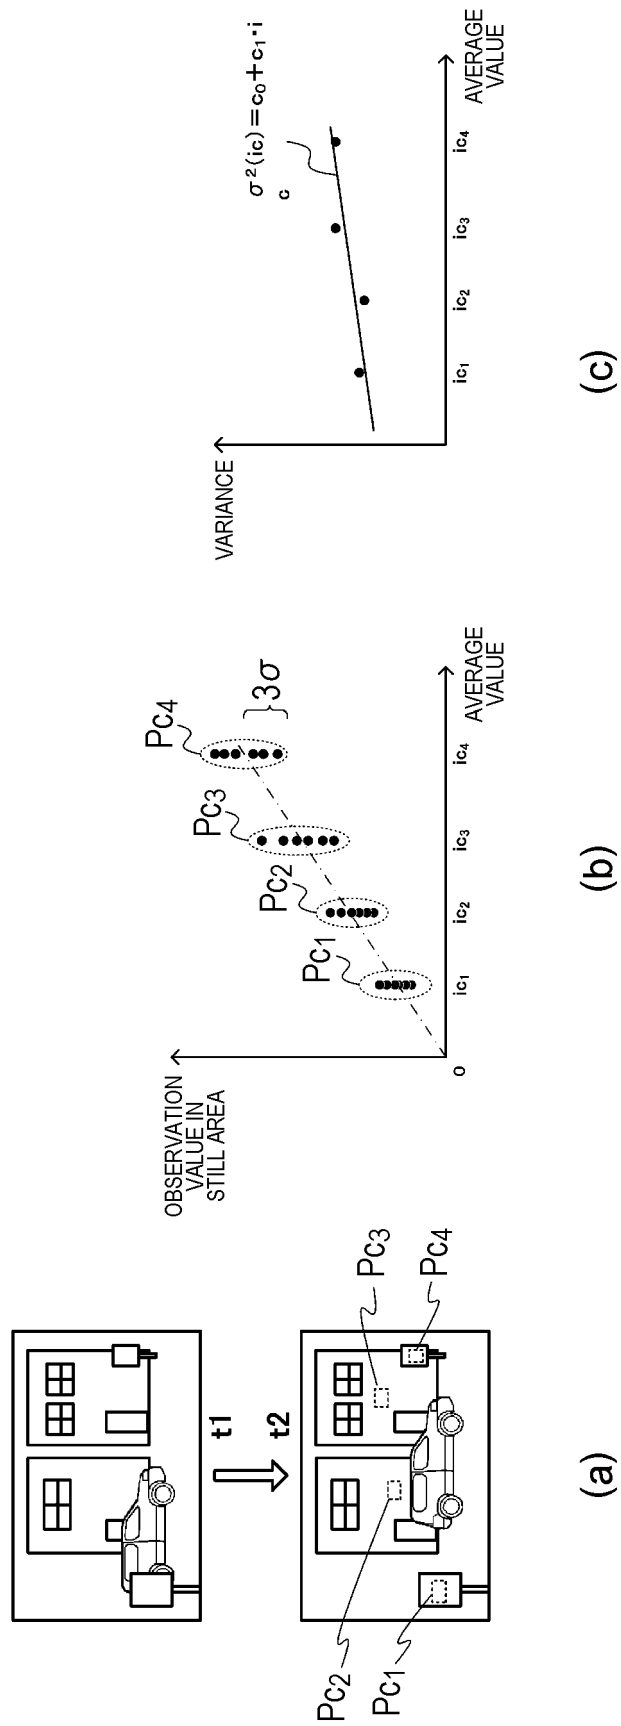 t1
t2
Pc2
Pc1
Pc3
Pc4
(a)
OBSERVATION
VALUE IN
STILL AREA
Pc1
Pc2
Pc3
Pc4
3σ
o
ic1
ic2
ic3
ic4
AVERAGE
VALUE
(b)
VARIANCE
σ²(ic)=c₀+c₁·i
c
ic1
ic2
ic3
ic4
AVERAGE
VALUE
(c)